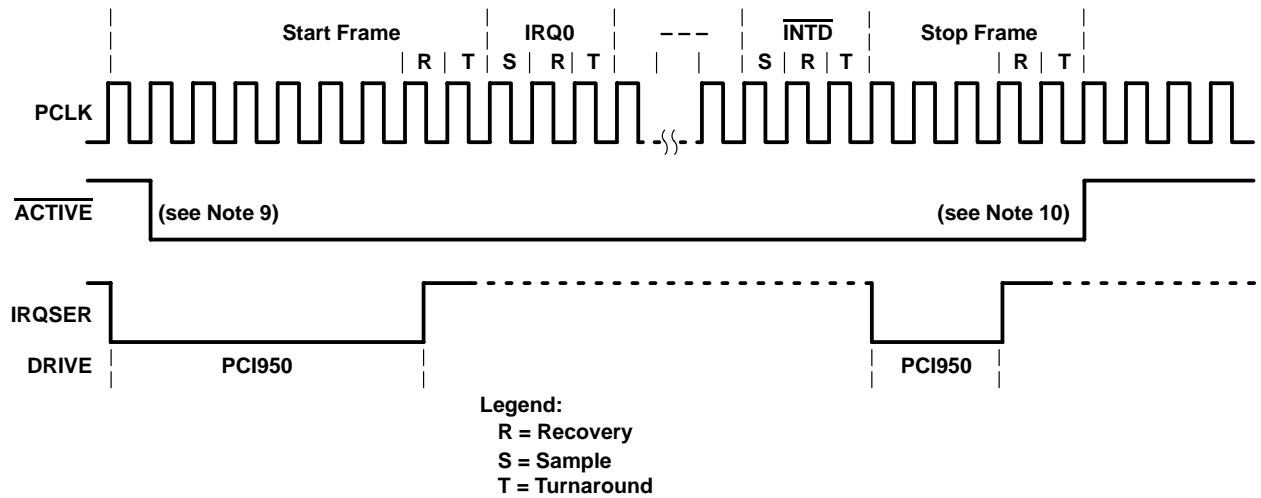 Start Frame IRQ0 – – – INTD Stop Frame
R T S R T S R T R T
PCLK
ACTIVE (see Note 9) (see Note 10)
IRQSER
DRIVE PCI950 PCI950
Legend:
R = Recovery
S = Sample
T = Turnaround